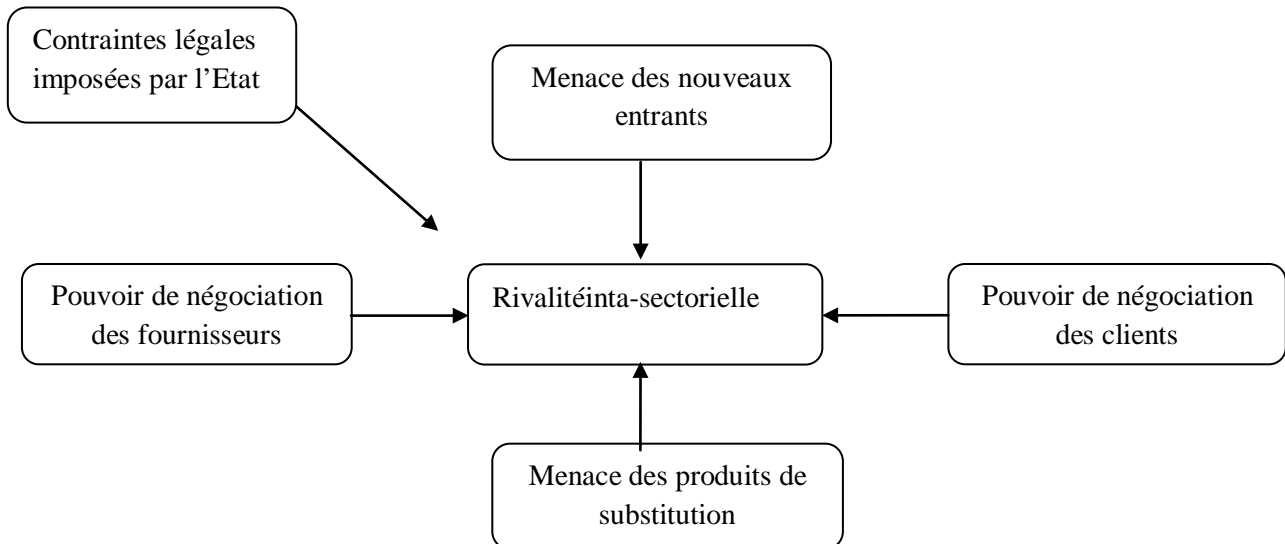 Contraintes légales
imposées par l’Etat
Menace des nouveaux
entrants
Pouvoir de négociation
des fournisseurs
Rivalitéinta-sectorielle
Pouvoir de négociation
des clients
Menace des produits de
substitution